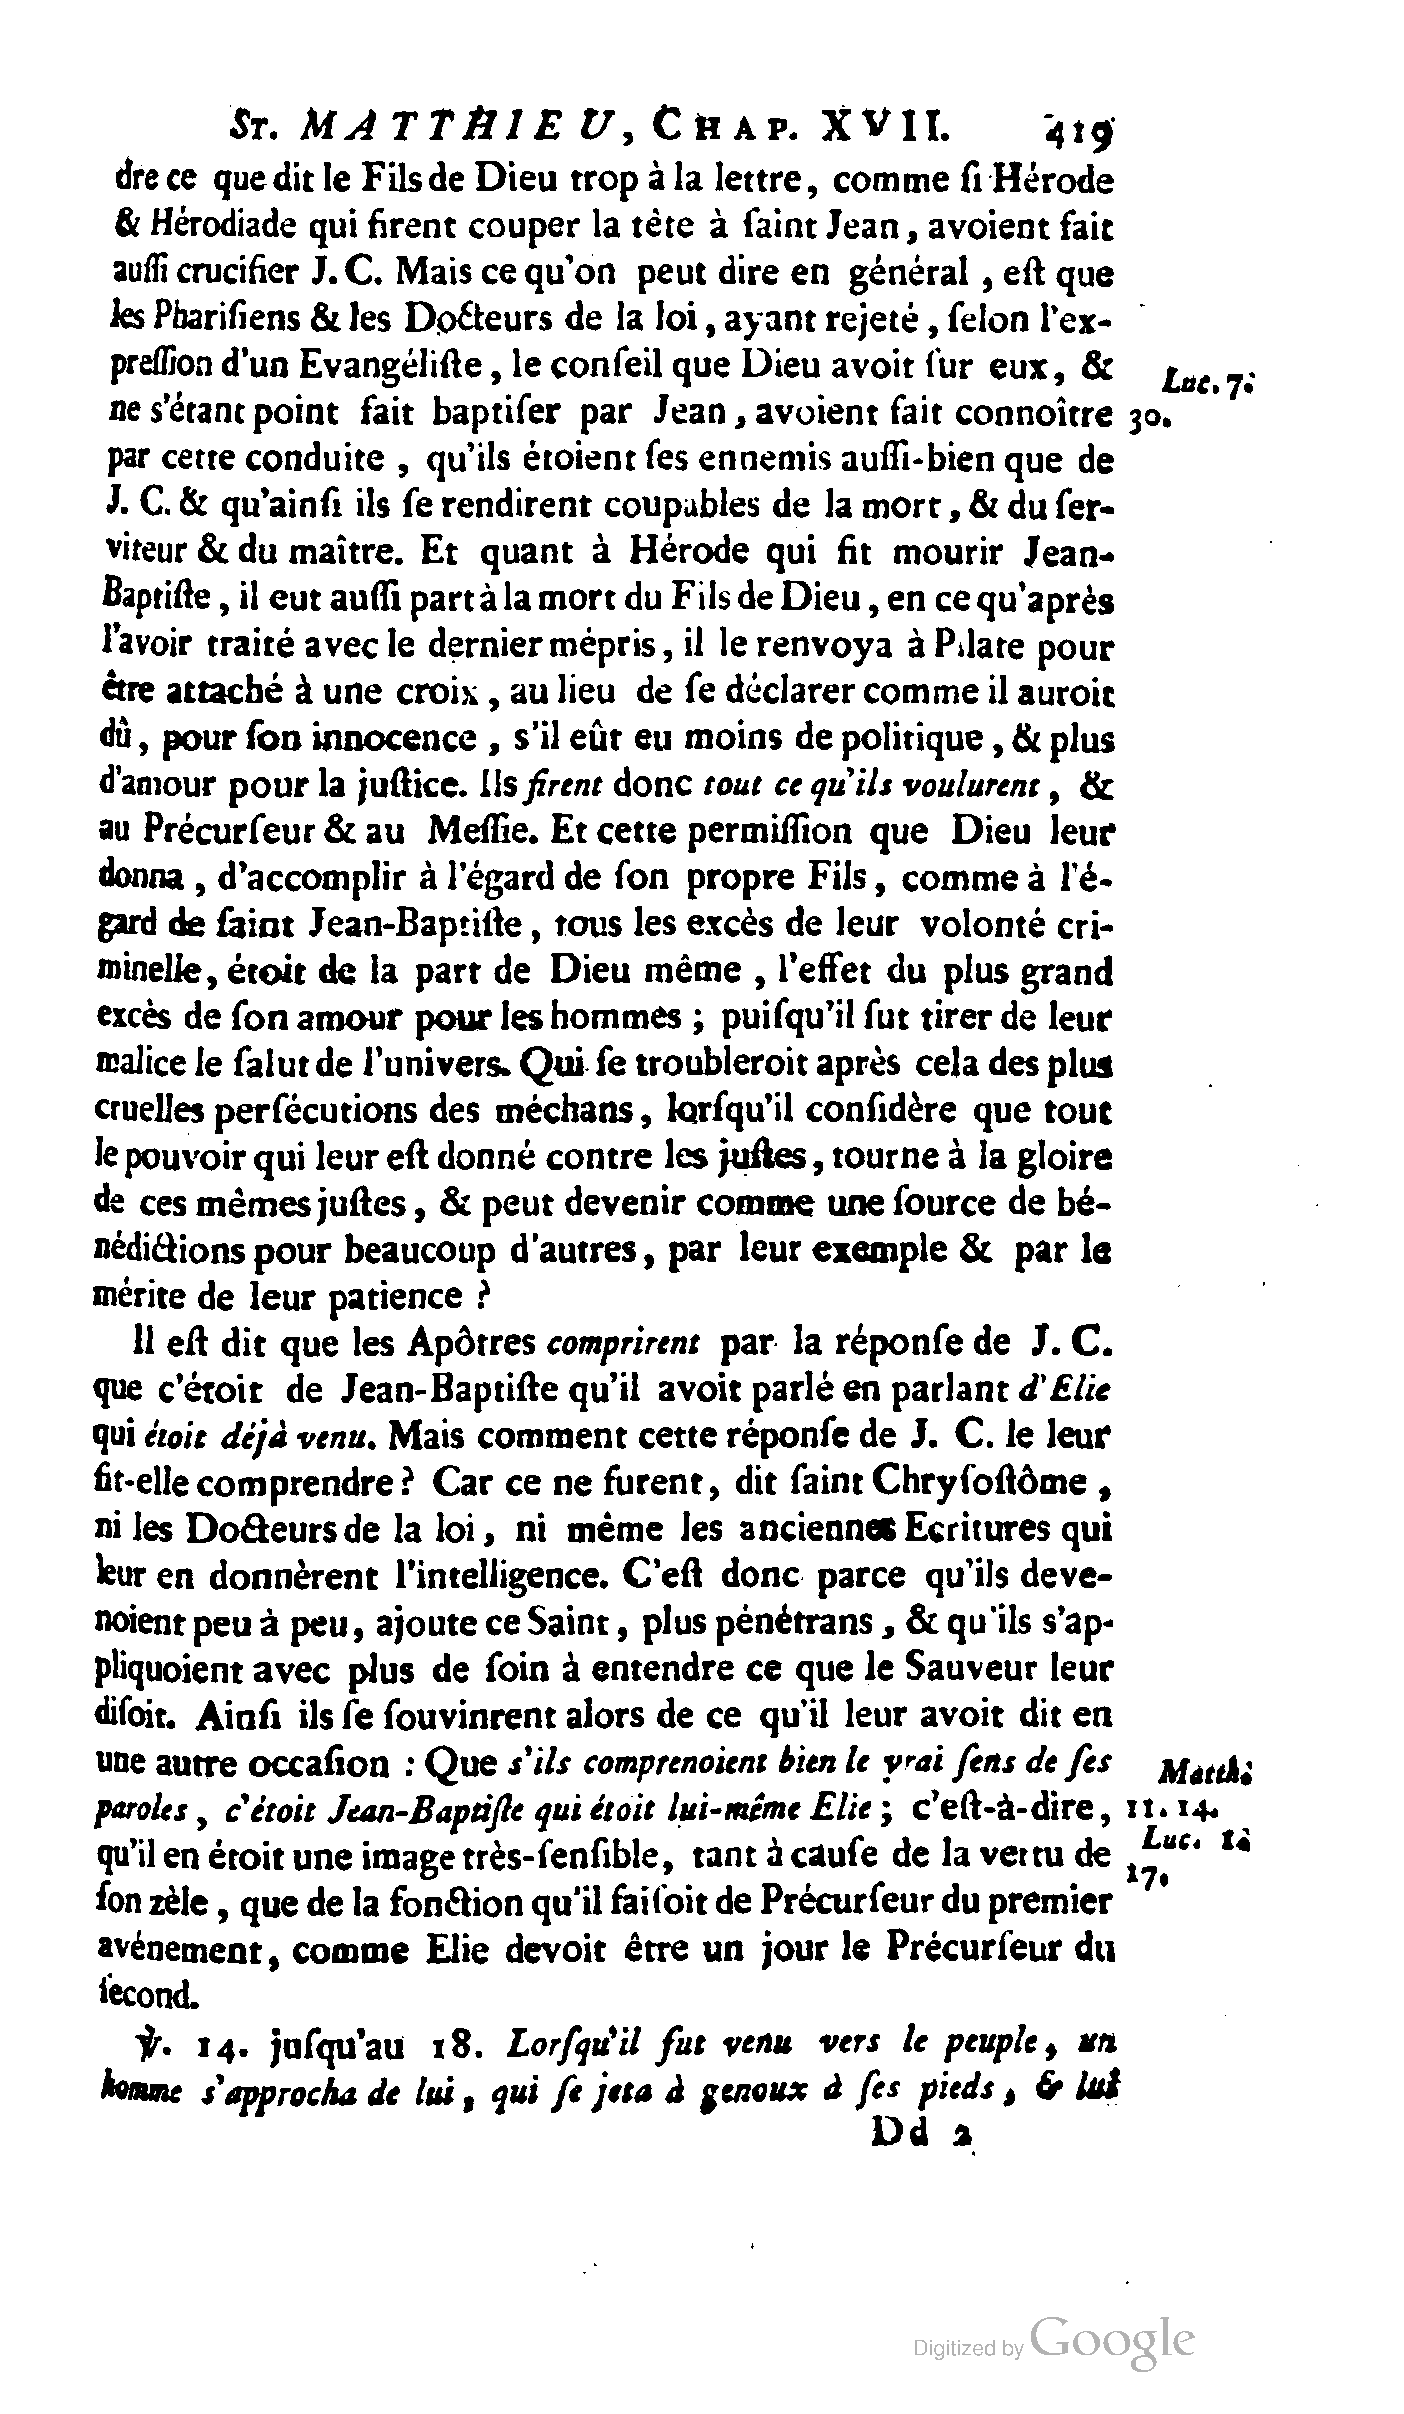 ST. MATTHIEU, CHAP. XVII. 419
dre ce que dit le Fils de Dieu trop à la lettre, comme ſi Hérode
& Hérodiade qui firent couper la tête à ſaint Jean, avoient fait
auſſi crucifier J. C. Mais ce qu'on peut dire en général, eſt que
les Phariſiens & les Docteurs de la loi, ayant rejeté, ſelon l'ex-
preſſion d'un Evangéliſte, le conſeil que Dieu avoit ſur eux, &
Luc. 7.
ne s'étant point fait baptiſer par Jean, avoient fait connoître
30.
par cette conduite, qu'ils étoient ſes ennemis auſſi-bien que de
J. C. & qu'ainſi ils ſe rendirent coupables de la mort, & du ſer-
viteur & du maître. Et quant à Hérode qui fit mourir Jean-
Baptiſte, il eut auſſi part à la mort du Fils de Dieu, en ce qu'après
l'avoir traité avec le dernier mépris, il le renvoya à Pilate pour
être attaché à une croix, au lieu de ſe déclarer comme il auroit
dû, pour ſon innocence, s'il eût eu moins de politique, & plus
d'amour pour la juſtice. Ils firent donc tout ce qu'ils voulurent, &
au Précurſeur & au Meſſie. Et cette permiſſion que Dieu leur
donna, d'accomplir à l'égard de ſon propre Fils, comme à l'é-
gard de ſaint Jean-Baptiſte, tous les excès de leur volonté cri-
minelle, étoit de la part de Dieu même, l'effet du plus grand
excès de ſon amour pour les hommes; puiſqu'il ſut tirer de leur
malice le ſalut de l'univers. Qui ſe troubleroit après cela des plus
cruelles perſécutions des méchans, lorſqu'il conſidère que tout
le pouvoir qui leur eſt donné contre les juſtes, tourne à la gloire
de ces mêmes juſtes, & peut devenir comme une ſource de bé-
nédictions pour beaucoup d'autres, par leur exemple & par le
mérite de leur patience ?
Il eſt dit que les Apôtres comprirent par la réponſe de J. C.
que c'étoit de Jean-Baptiſte qu'il avoit parlé en parlant d'Elie
qui étoit déjà venu. Mais comment cette réponſe de J. C. le leur
fit-elle comprendre? Car ce ne furent, dit ſaint Chryſoſtôme,
ni les Docteurs de la loi, ni même les anciennes Ecritures qui
leur en donnèrent l'intelligence. C'eſt donc parce qu'ils deve-
noient peu à peu, ajoute ce Saint, plus pénétrans, & qu'ils s'ap-
pliquoient avec plus de ſoin à entendre ce que le Sauveur leur
diſoit. Ainſi ils ſe ſouvinrent alors de ce qu'il leur avoit dit en
une autre occaſion : Que s'ils comprenoient bien le vrai ſens de ſes
Matth.
paroles, c'étoit Jean-Baptiſte qui étoit lui-même Elie; c'eſt-à-dire,
11. 14.
qu'il en étoit une image très-ſenſible, tant à cauſe de la vertu de
Luc.
17.
ſon zèle, que de la fonction qu'il faiſoit de Précurſeur du premier
avénement, comme Elie devoit être un jour le Précurſeur du
ſecond.
℣. 14. juſqu'au 18. Lorſqu'il fut venu vers le peuple, un
homme s'approcha de lui, qui ſe jeta à genoux à ſes pieds, & lui
Dd 2
Digitized by Google